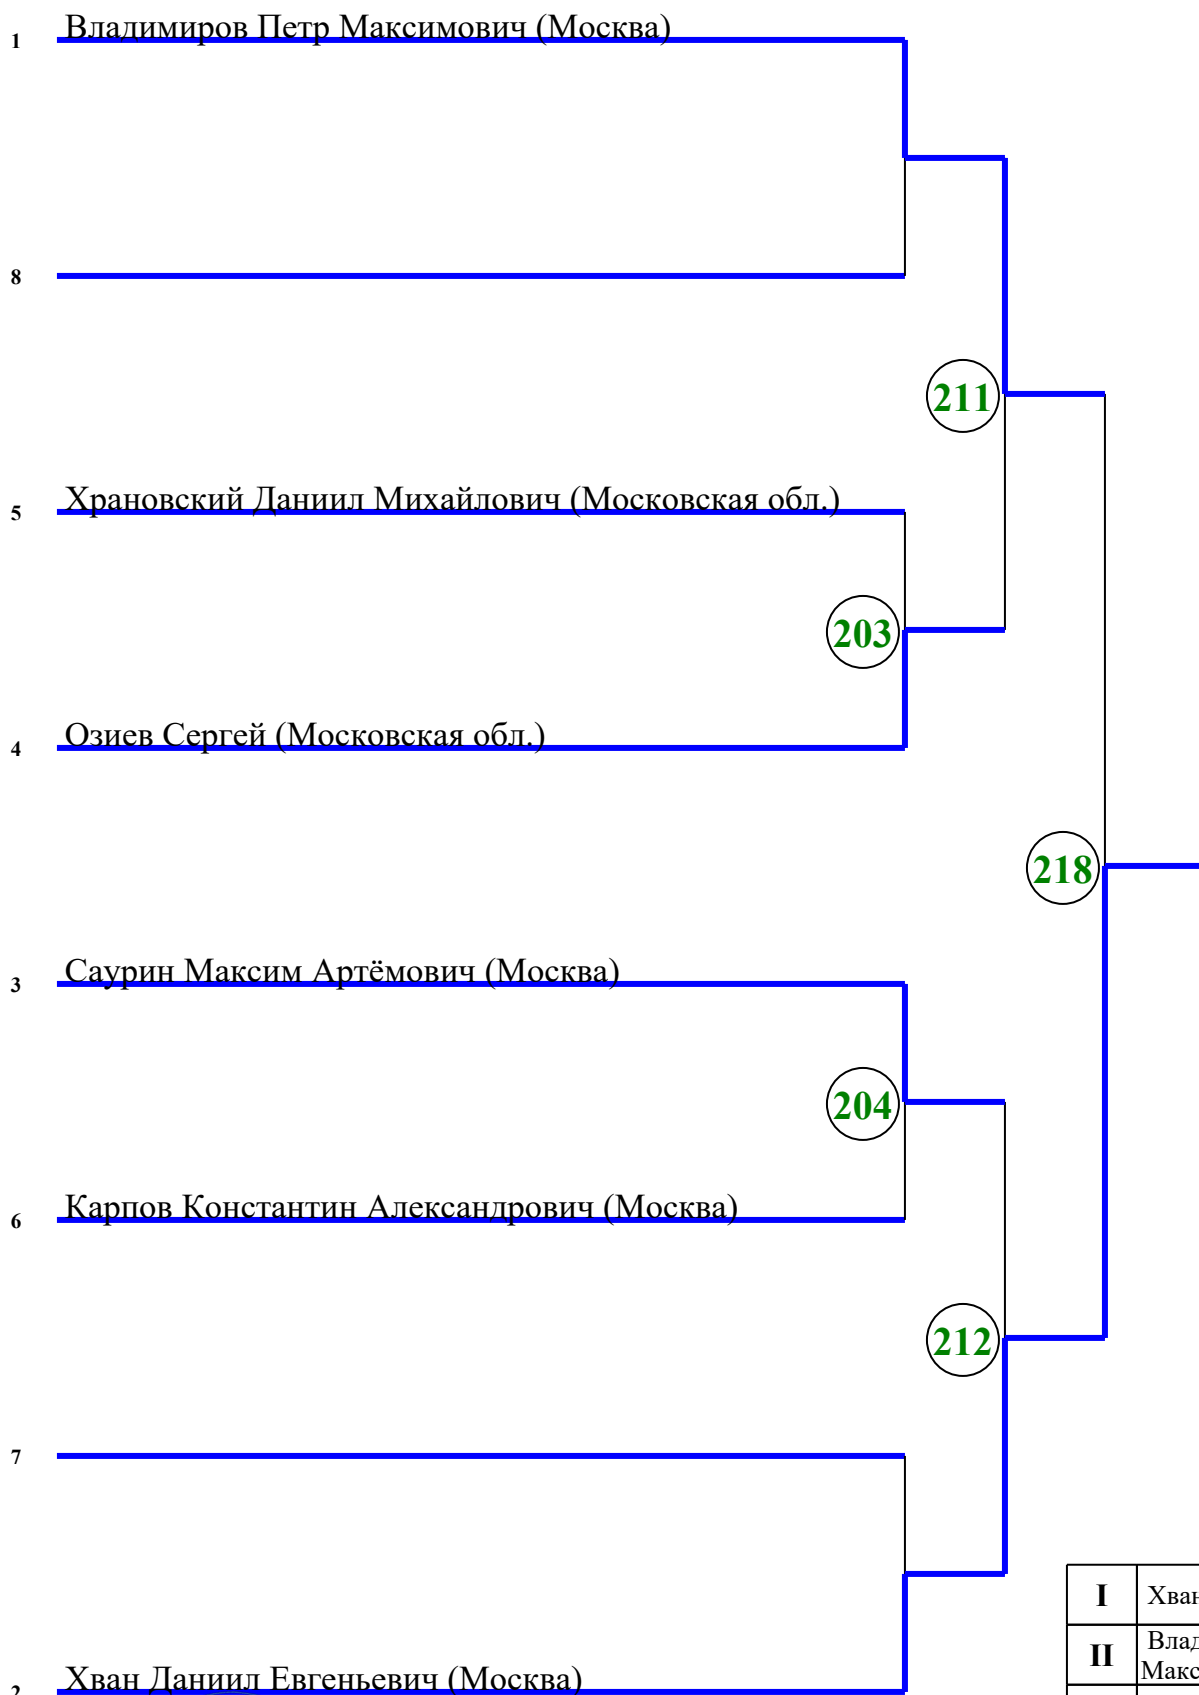 1 Владимиров Петр Максимович (Москва)
8
211
5 Храновский Даниил Михайлович (Московская обл.)
203
4 Озиев Сергей (Московская обл.)
218
3 Саурин Максим Артёмович (Москва)
204
6 Карпов Константин Александрович (Москва)
212
7
I Хван
II Влад
Макс
2 Хван Даниил Евгеньевич (Москва)